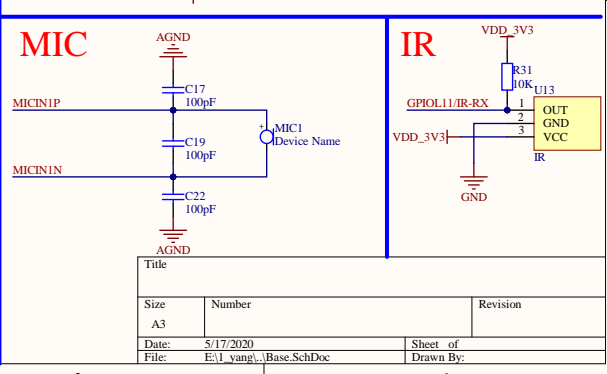 MIC
AGND
C17
100pF
MICIN1P
C19
100pF
+
MIC1
Device Name
MICIN1N
C22
100pF
AGND
IR
VDD_3V3
R31
10K
U13
GPIOL11/IR-RX
1 OUT
2 GND
3 VCC
VDD_3V3
IR
GND
Title
Size Number Revision
A3
Date: 5/17/2020 Sheet of
File: E:\1_yang\..\Base.SchDoc Drawn By: